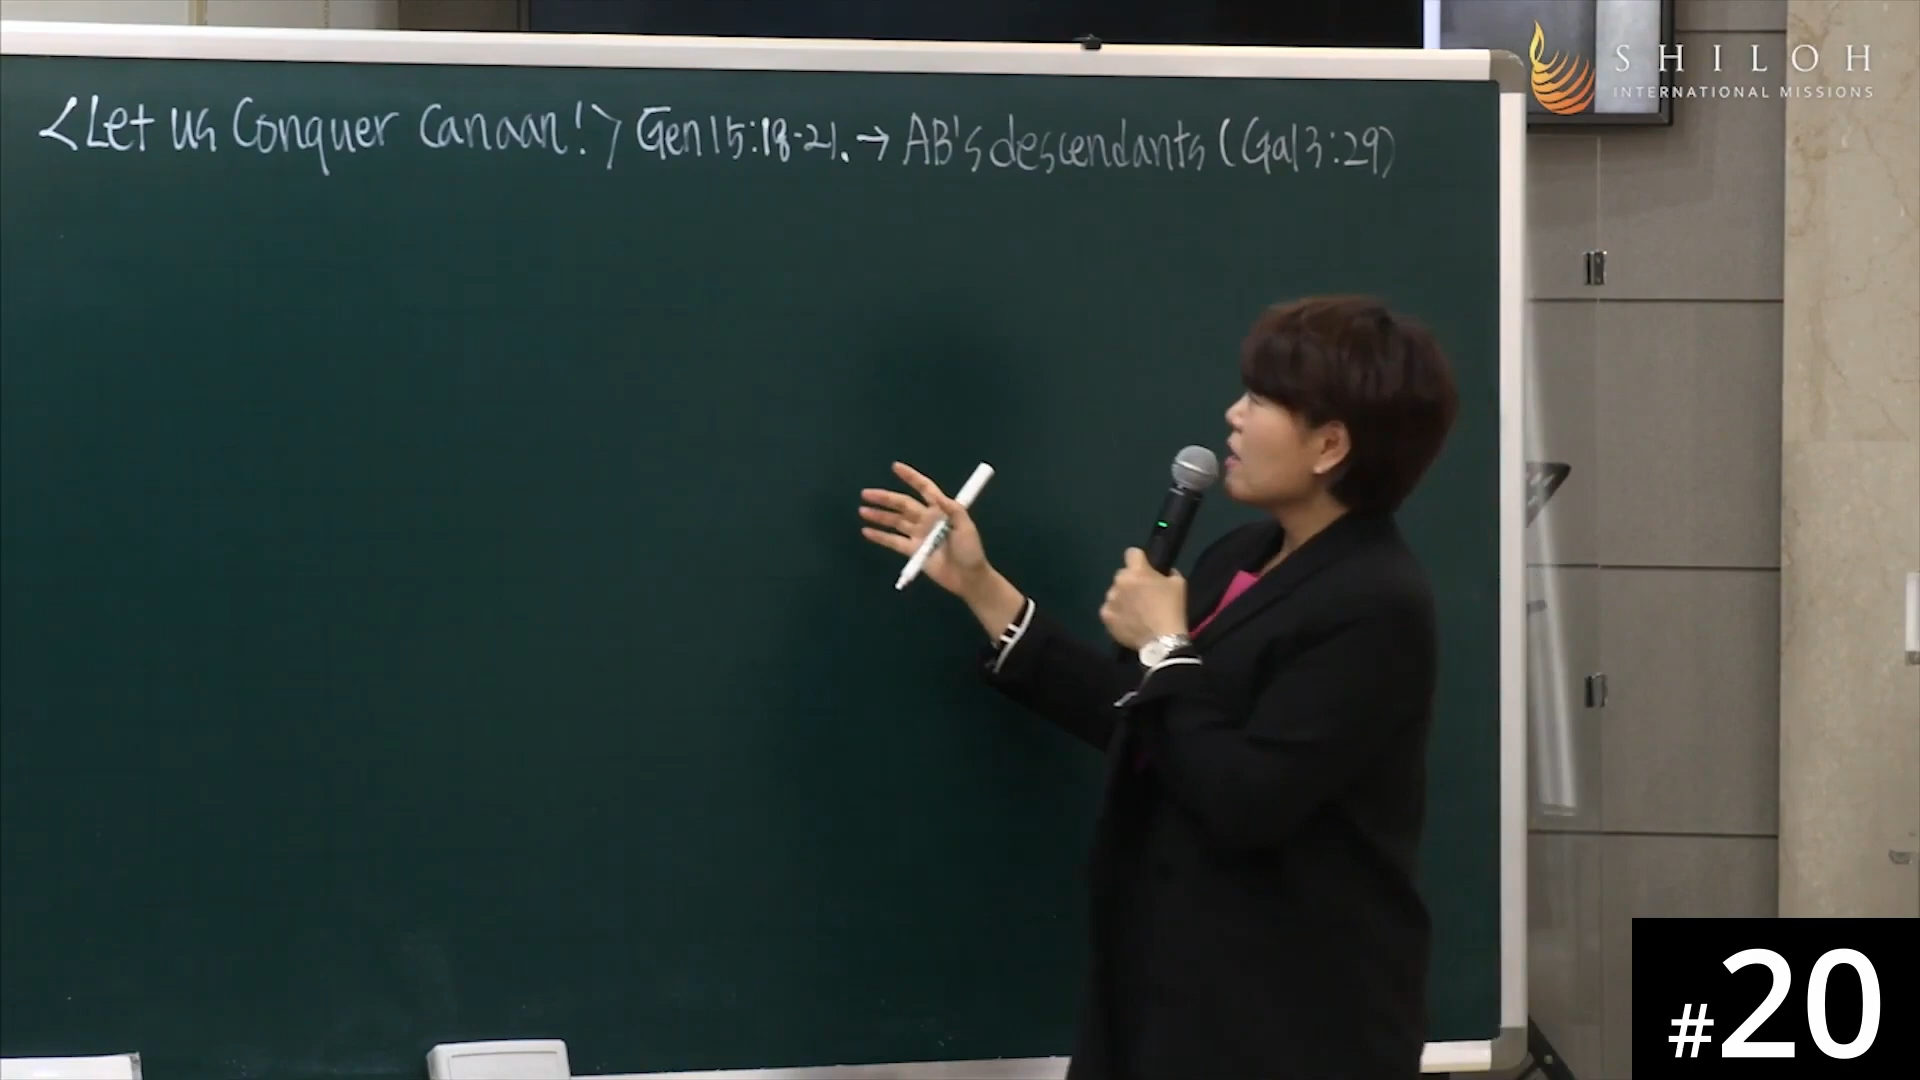 <Let us Conquer Canaan!> Gen15:18-21. → AB's descendants (Gal3:29)
SHILOH
INTERNATIONAL MISSIONS
#20